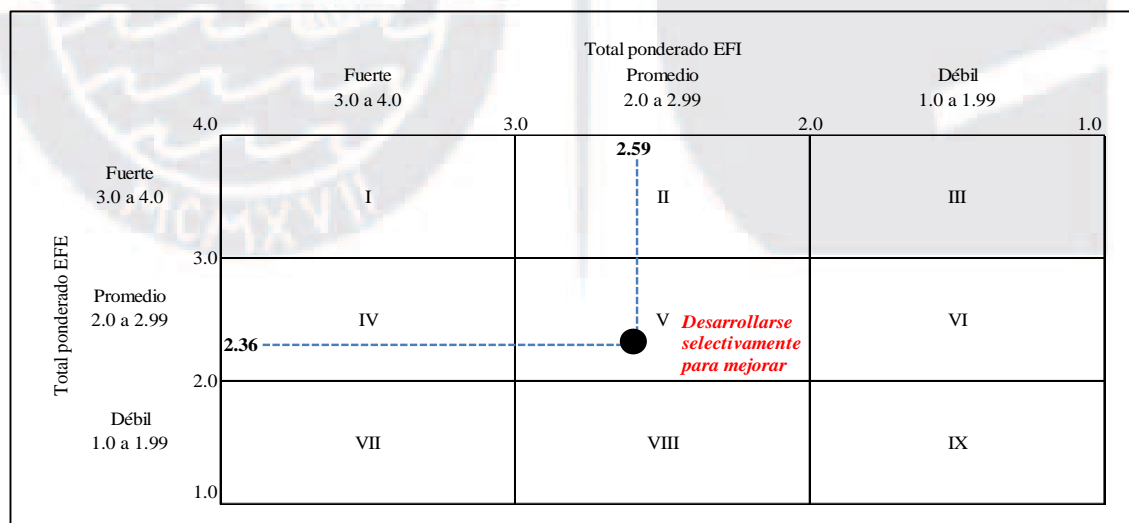 Total ponderado EFI
Fuerte Promedio Débil
3.0 a 4.0 2.0 a 2.99 1.0 a 1.99
4.0 3.0 2.0 1.0
2.59
Fuerte
3.0 a 4.0
I II III
MCMXVII
3.0
Total ponderado EFE
Promedio
2.0 a 2.99
IV V VI
Desarrollarse
selectivamente
para mejorar
2.36
2.0
Débil
1.0 a 1.99
VII VIII IX
1.0